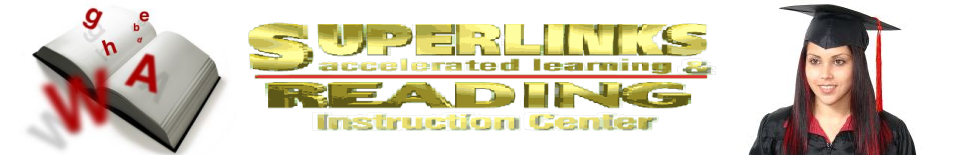 g e
b
h d
W A
W
SUPERLINKS
accelerated learning &
READING
Instruction Center